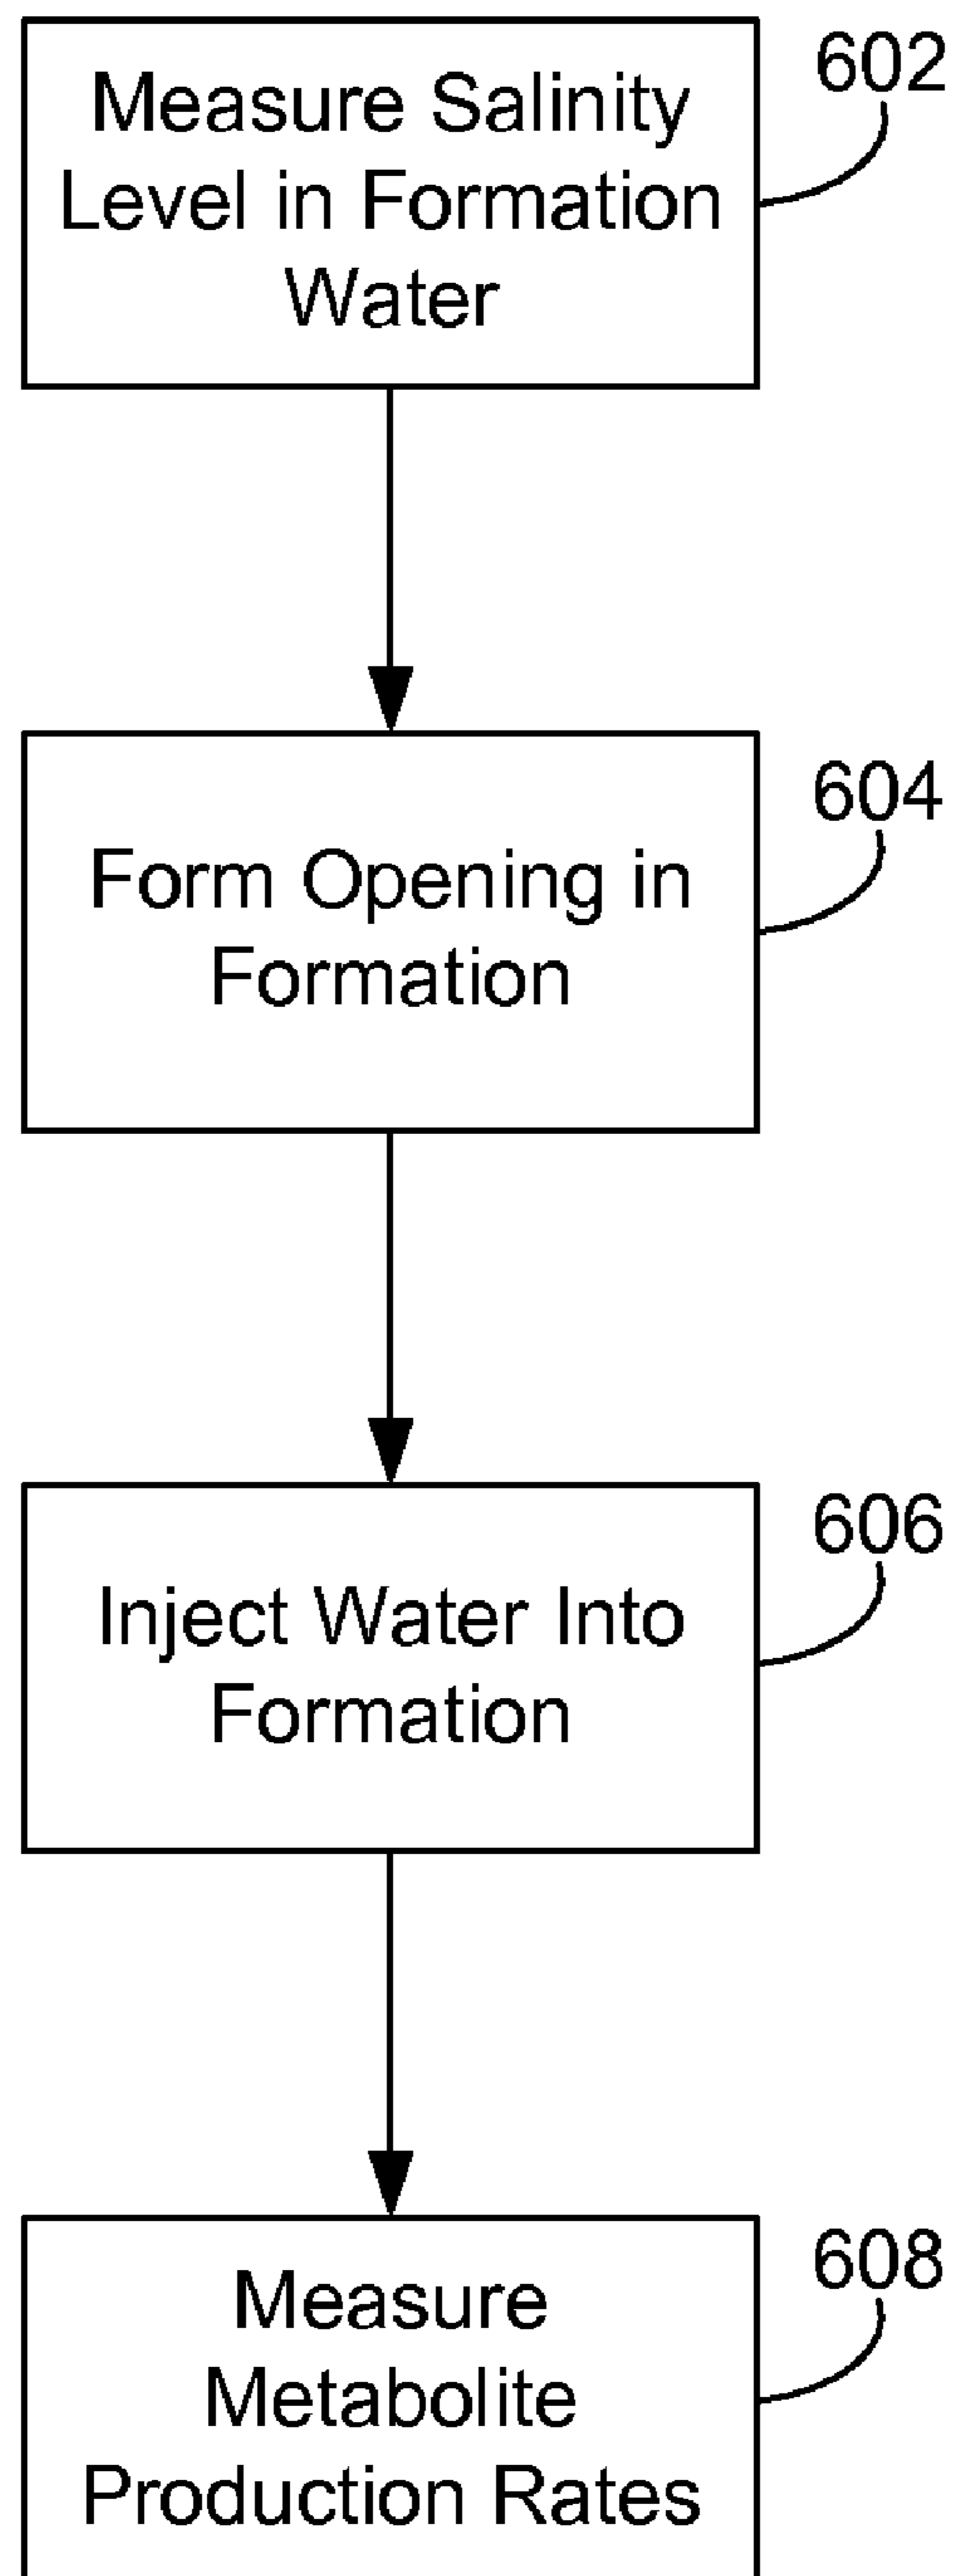 602
Measure Salinity
Level in Formation
Water
604
Form Opening in
Formation
606
Inject Water Into
Formation
608
Measure
Metabolite
Production Rates